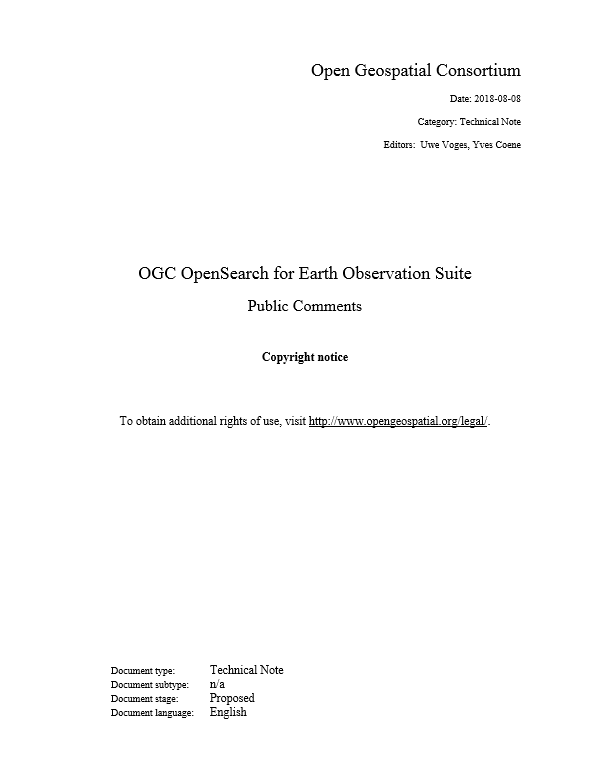 Open Geospatial Consortium
Date: 2018-08-08
Category: Technical Note
Editors: Uwe Voges, Yves Coene
OGC OpenSearch for Earth Observation Suite
Public Comments
Copyright notice
To obtain additional rights of use, visit http://www.opengeospatial.org/legal/.
Document type: Technical Note
Document subtype: n/a
Document stage: Proposed
Document language: English